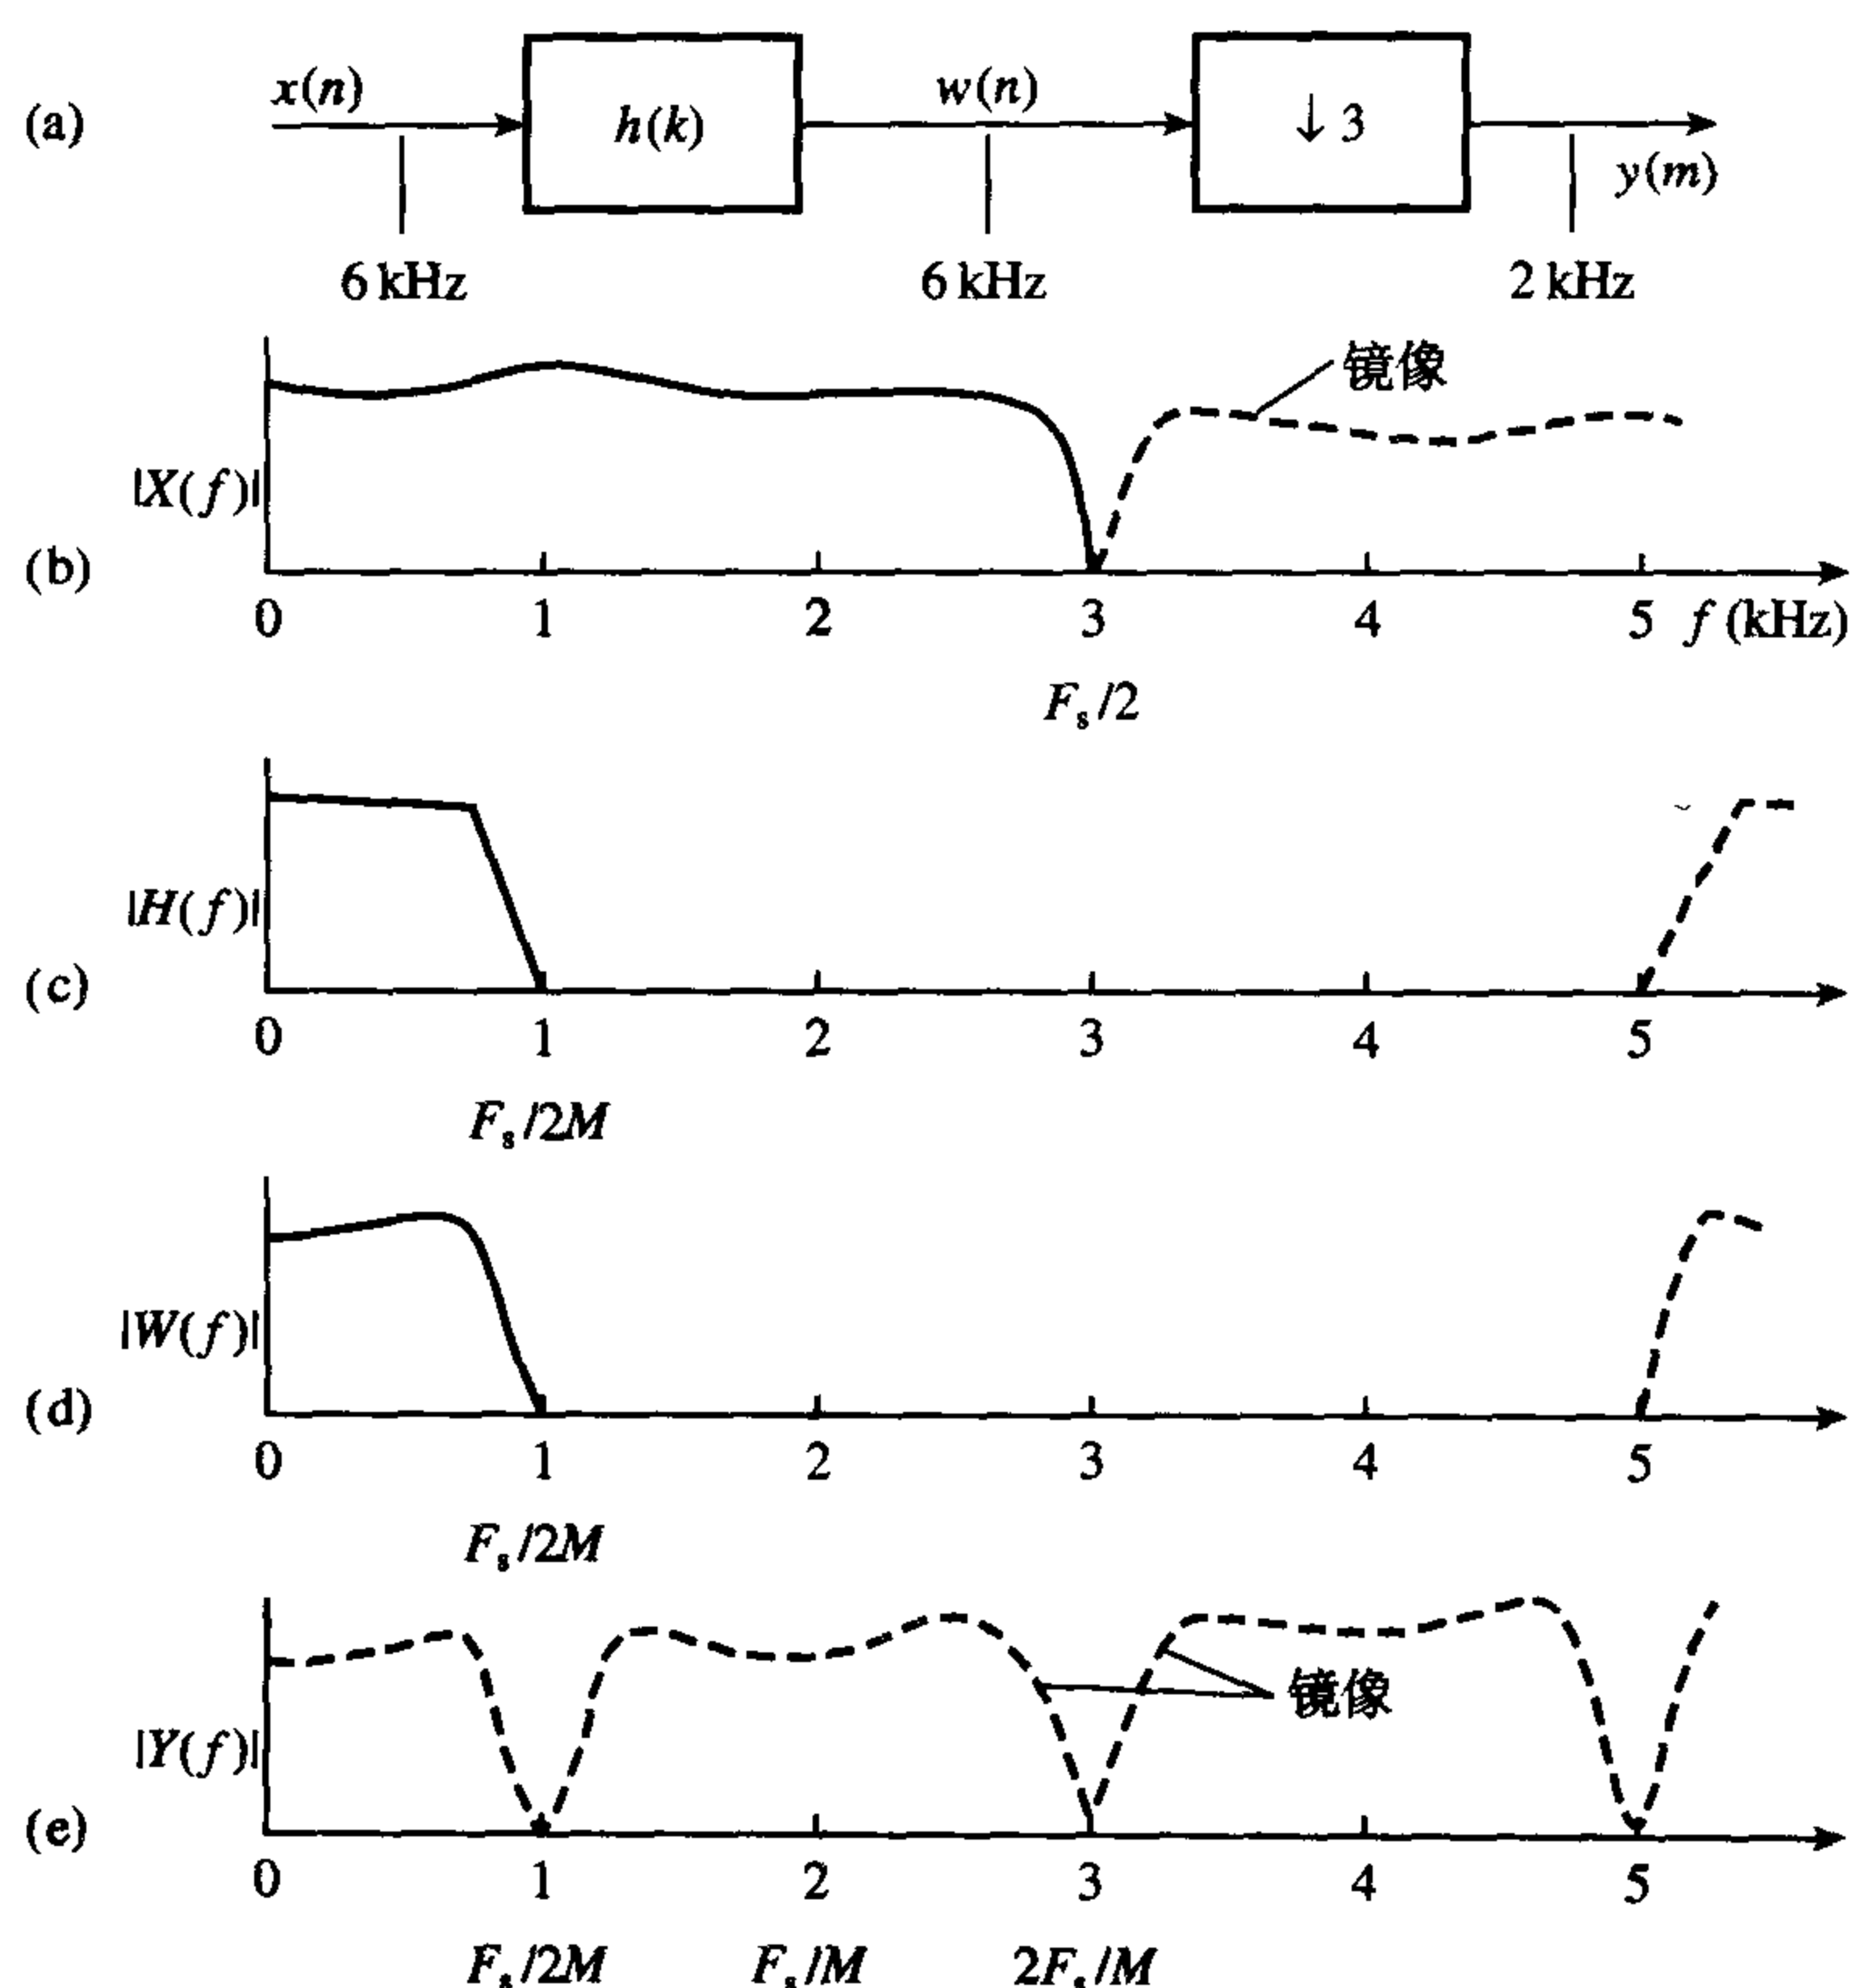 (a)
x(n)
h(k)
w(n)
↓ 3
y(m)
6 kHz
6 kHz
2 kHz
(b)
|X(f)|
镜像
0 1 2 3 4 5 f (kHz)
F_s/2
(c)
|H(f)|
0 1 2 3 4 5
F_s/2M
(d)
|W(f)|
0 1 2 3 4 5
F_s/2M
(e)
|Y(f)|
镜像
0 1 2 3 4 5
F_s/2M F_s/M 2F_s/M